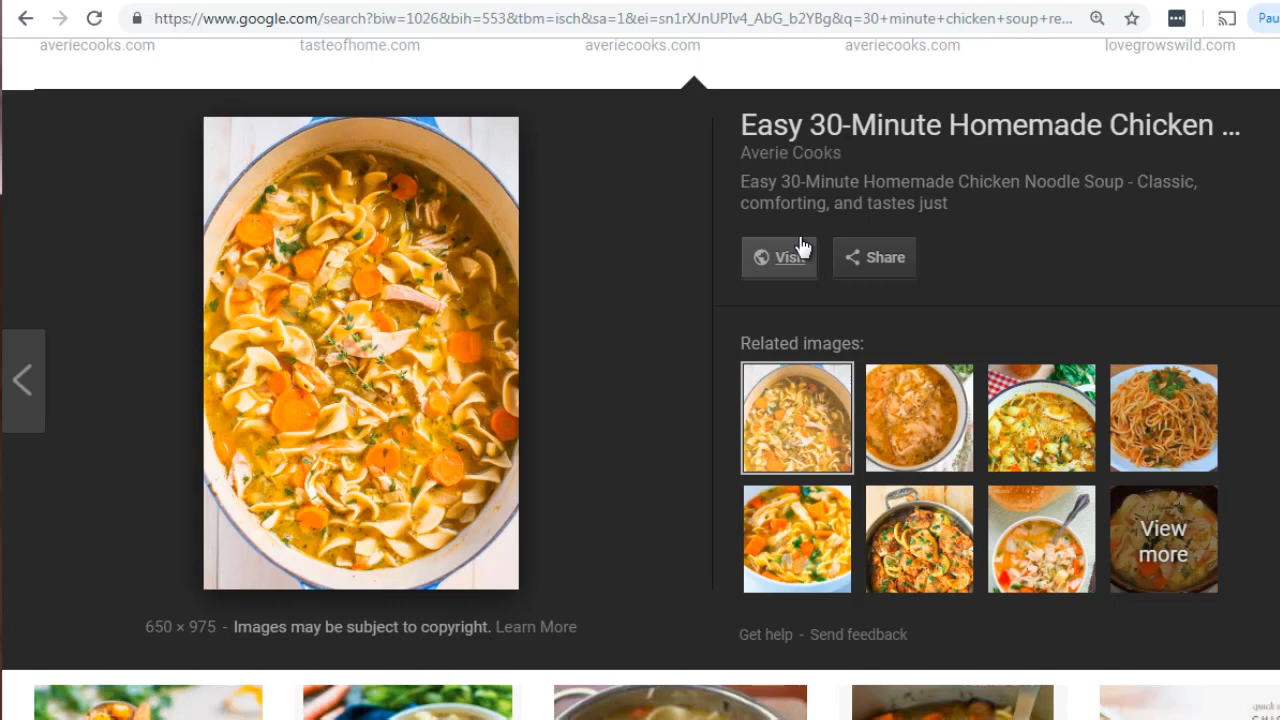 https://www.google.com/search?biw=1026&bih=553&tbm=isch&sa=1&ei=sn1rXJnUPIv4_AbG_b2YBg&q=30+minute+chicken+soup+re...
Pau
averiecooks.com tasteofhome.com averiecooks.com averiecooks.com lovegrowswild.com
Easy 30-Minute Homemade Chicken ...
Averie Cooks
Easy 30-Minute Homemade Chicken Noodle Soup - Classic,
comforting, and tastes just
Visit Share
Related images:
View
more
650 × 975 - Images may be subject to copyright. Learn More
Get help - Send feedback
quick